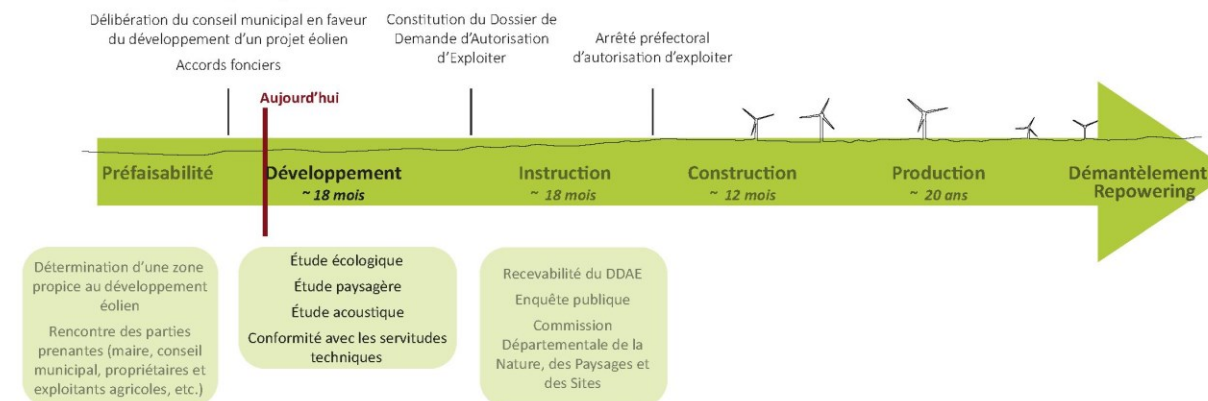 Délibération du conseil municipal en faveur
du développement d'un projet éolien
Accords fonciers
Constitution du Dossier de
Demande d'Autorisation
d'Exploiter
Arrêté préfectoral
d'autorisation d'exploiter
Aujourd'hui
Préfaisabilité
Développement
~ 18 mois
Instruction
~ 18 mois
Construction
~ 12 mois
Production
~ 20 ans
Démantèlement
Repowering
Détermination d'une zone
propice au développement
éolien
Rencontre des parties
prenantes (maire, conseil
municipal, propriétaires et
exploitants agricoles, etc.)
Étude écologique
Étude paysagère
Étude acoustique
Conformité avec les servitudes
techniques
Recevabilité du DDAE
Enquête publique
Commission
Départementale de la
Nature, des Paysages et
des Sites